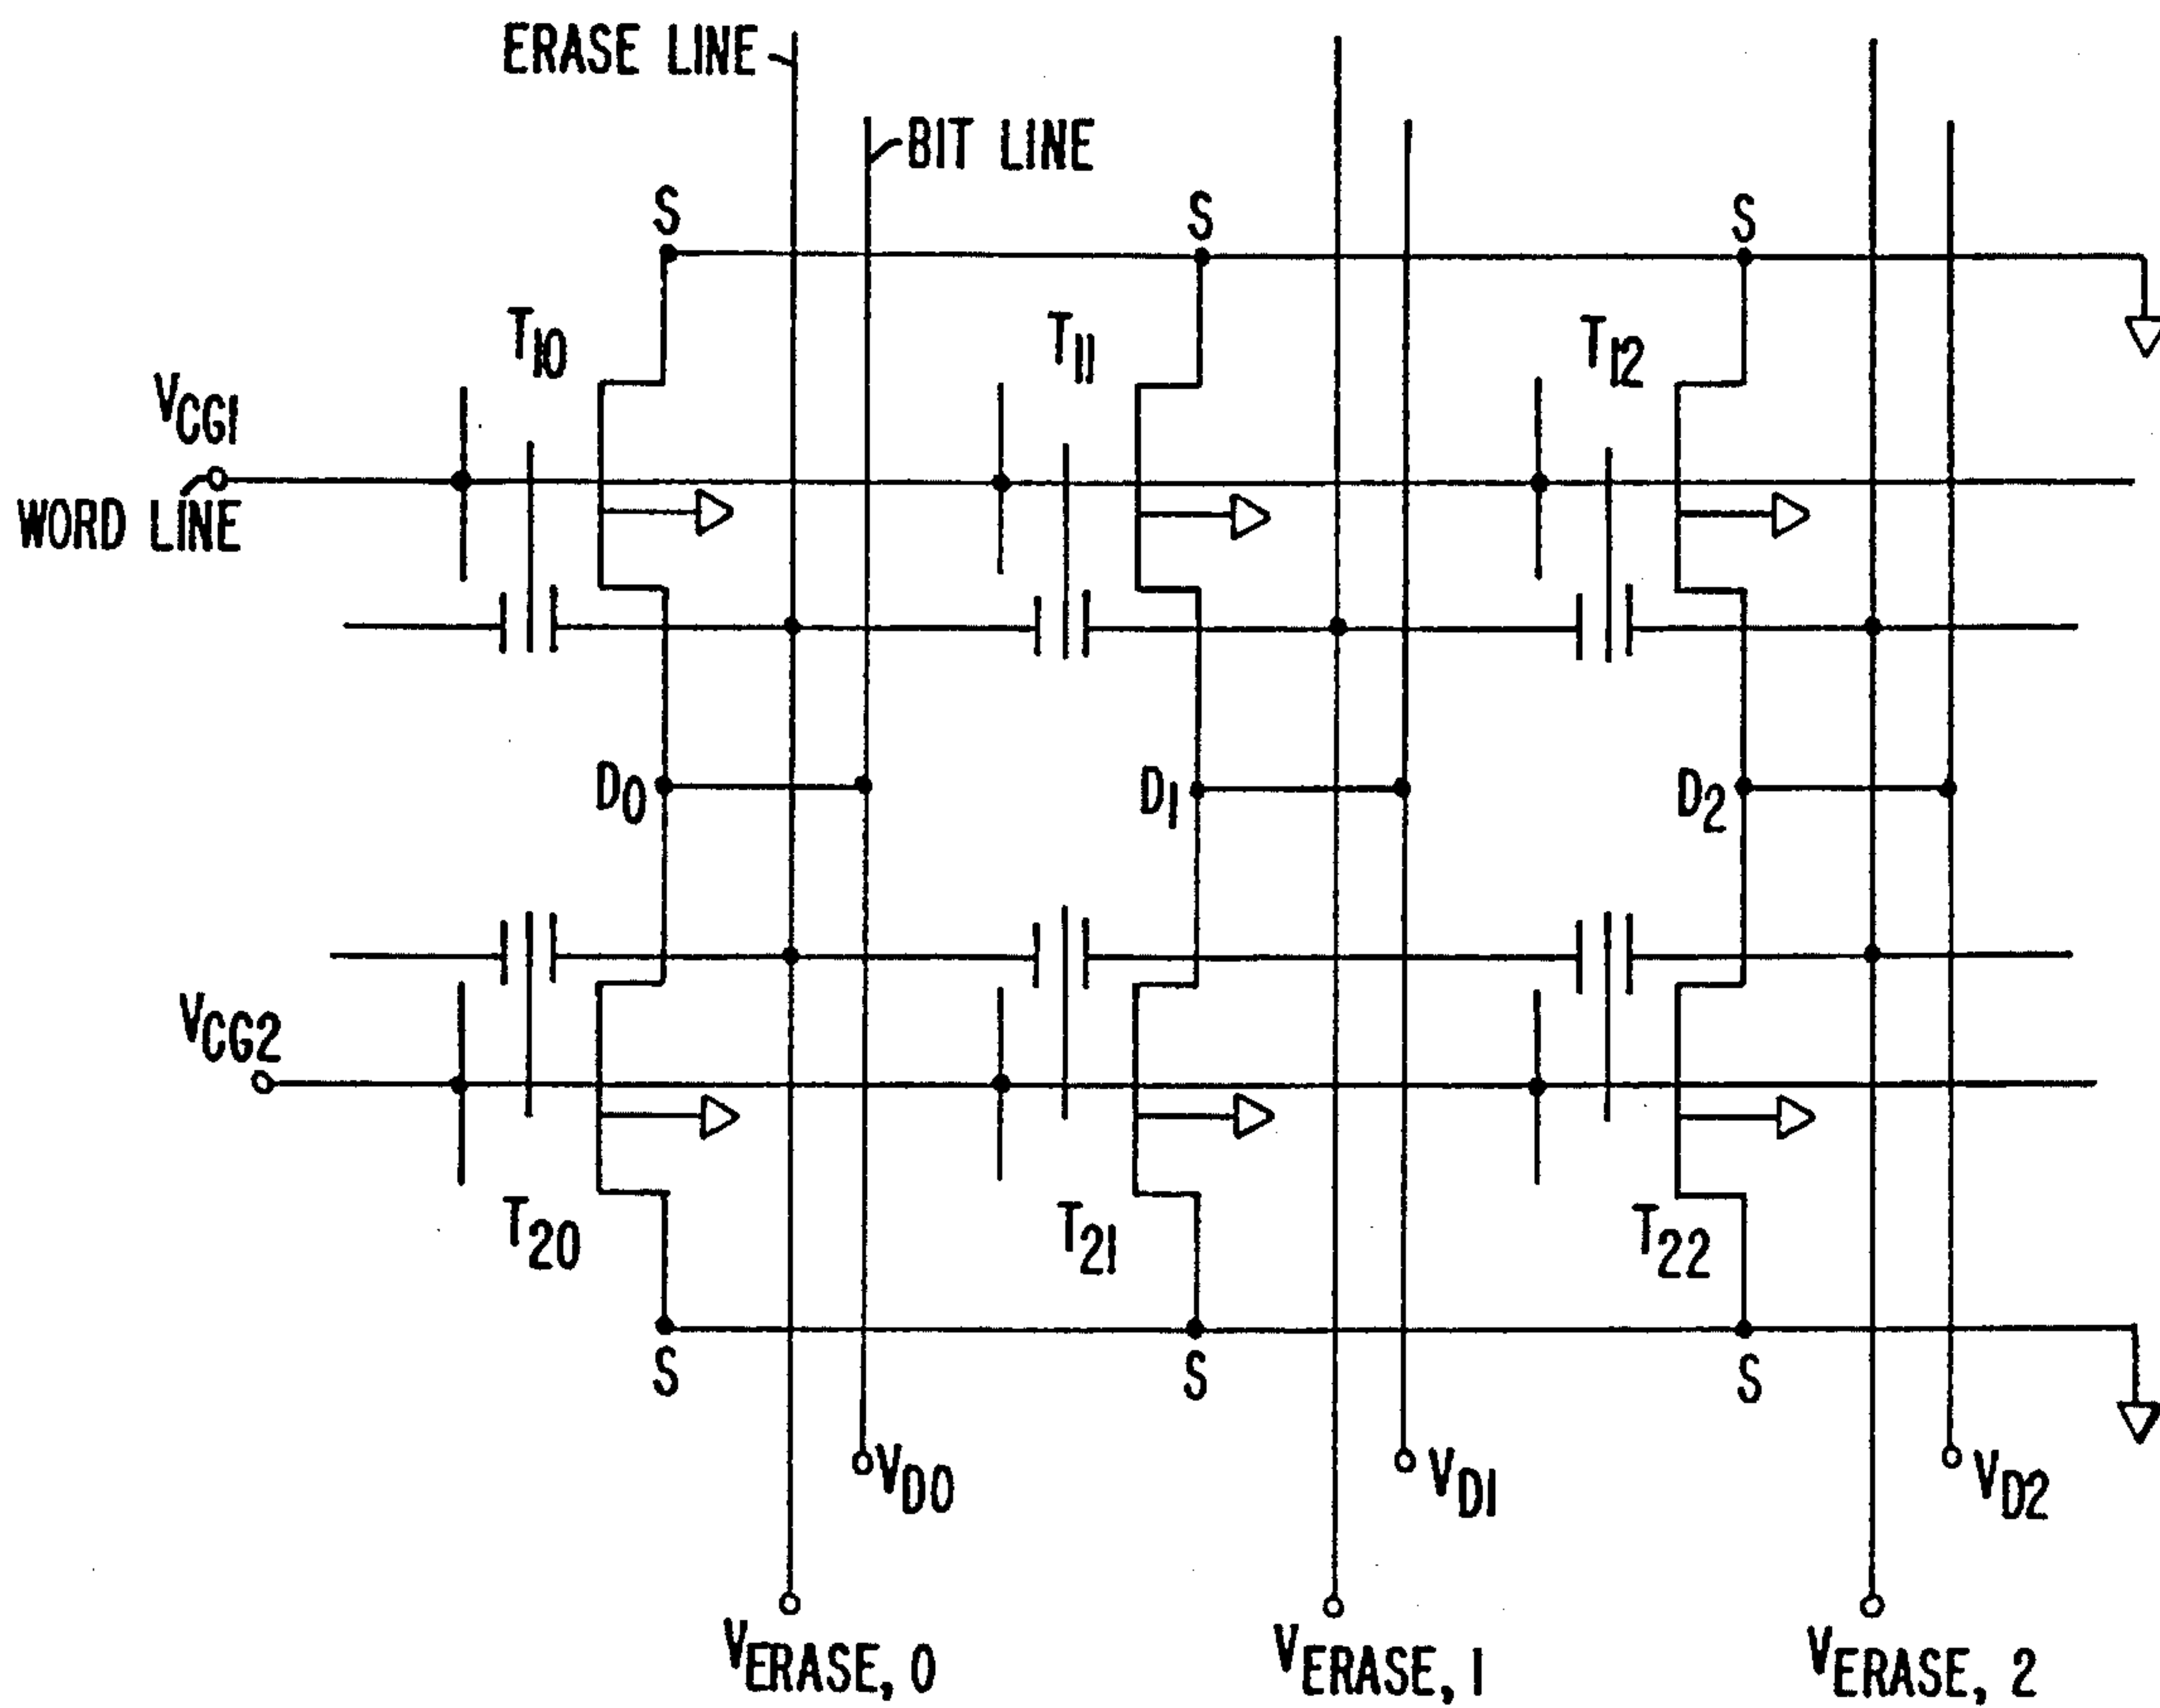 ERASE LINE
BIT LINE
S S S
T10 T11 T12
VCG1
WORD LINE
D0 D1 D2
VCG2
T20 T21 T22
S S S
VD0 VD1 VD2
VERASE, 0 VERASE, 1 VERASE, 2